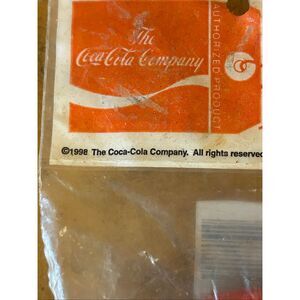 The
Coca-Cola Company
AUTHORIZED PRODUCT
©1998 The Coca-Cola Company. All rights reserved